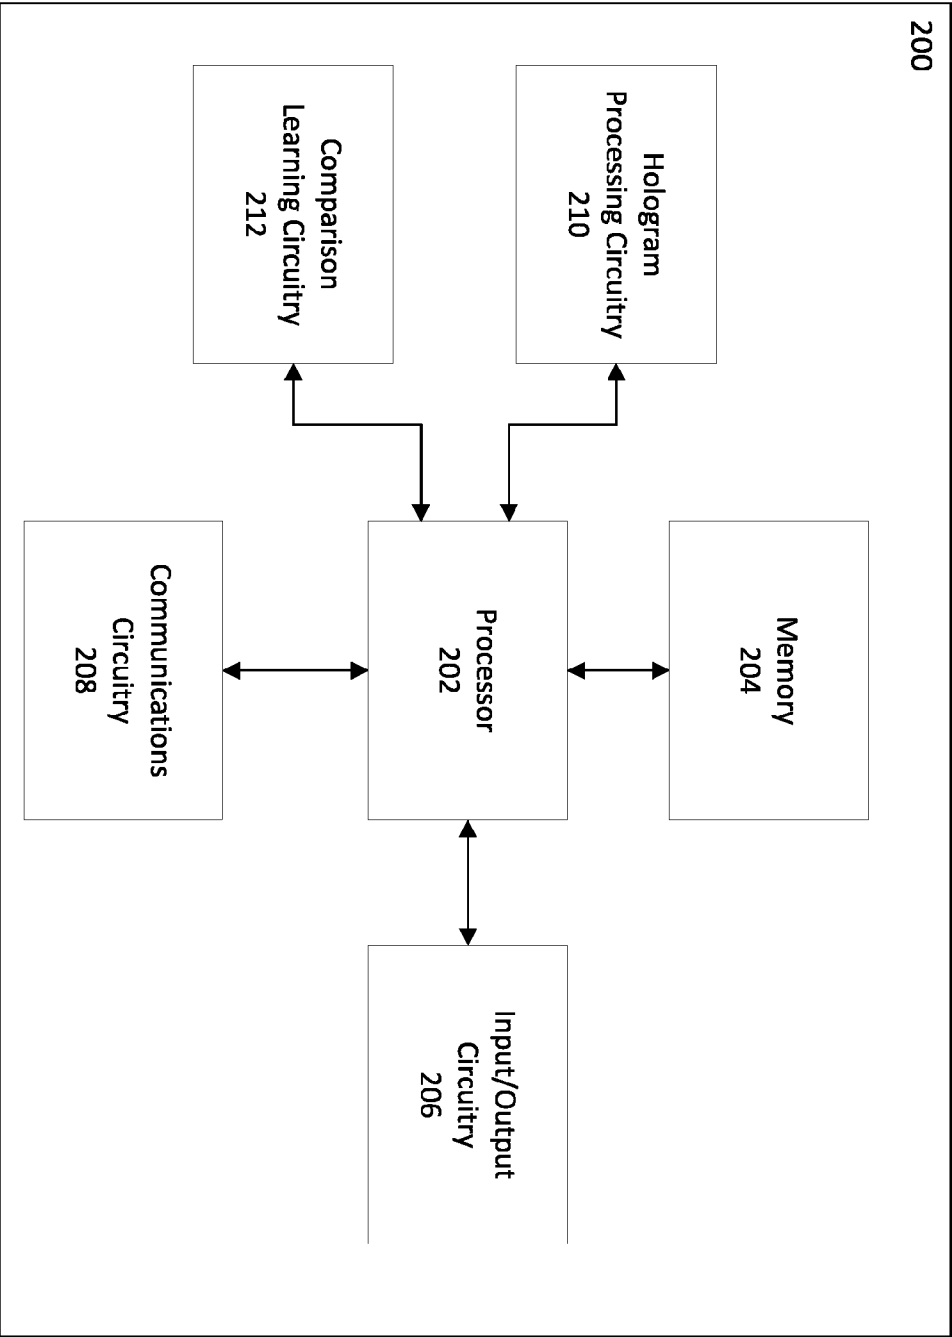 200
Memory
204
Hologram
Processing Circuitry
210
Processor
202
Input/Output
Circuitry
206
Comparison
Learning Circuitry
212
Communications
Circuitry
208